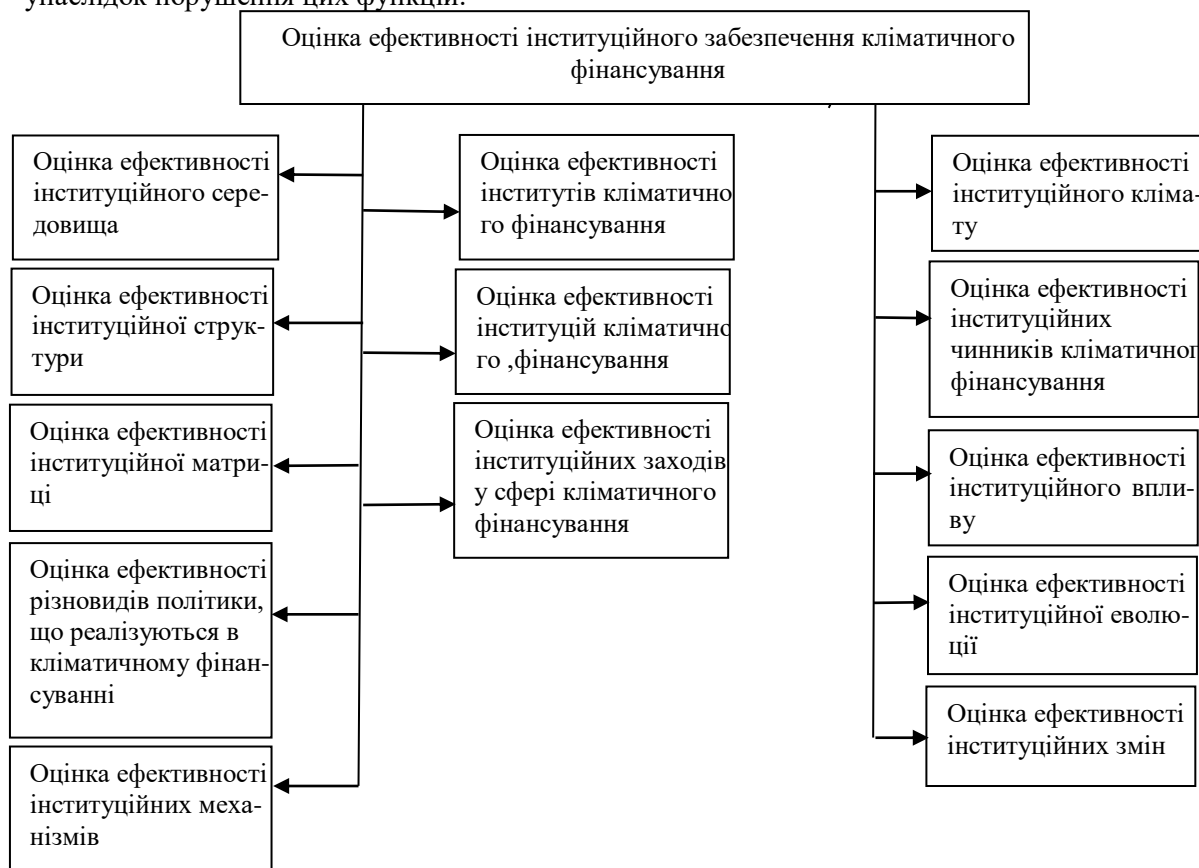 унаслідок порушення цих функцій.
Оцінка ефективності інституційного забезпечення кліматичного
фінансування
Оцінка ефективності
інституційного сере-
довища
Оцінка ефективності
інституційної струк-
тури
Оцінка ефективності
інституційної матри-
ці
Оцінка ефективності
різновидів політики,
що реалізуються в
кліматичному фінан-
суванні
Оцінка ефективності
інституційних меха-
нізмів
Оцінка ефективності
інститутів кліматично
го фінансування
Оцінка ефективності
інституцій кліматично
го ,фінансування
Оцінка ефективності
інституційних заходів
у сфері кліматичного
фінансування
Оцінка ефективності
інституційного кліма-
ту
Оцінка ефективності
інституційних
чинників кліматичног
фінансування
Оцінка ефективності
інституційного впли-
ву
Оцінка ефективності
інституційної еволю-
ції
Оцінка ефективності
інституційних змін